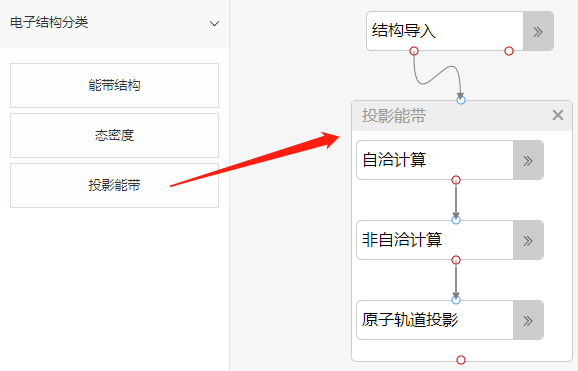 电子结构分类
能带结构
态密度
投影能带
结构导入
投影能带
自洽计算
非自洽计算
原子轨道投影